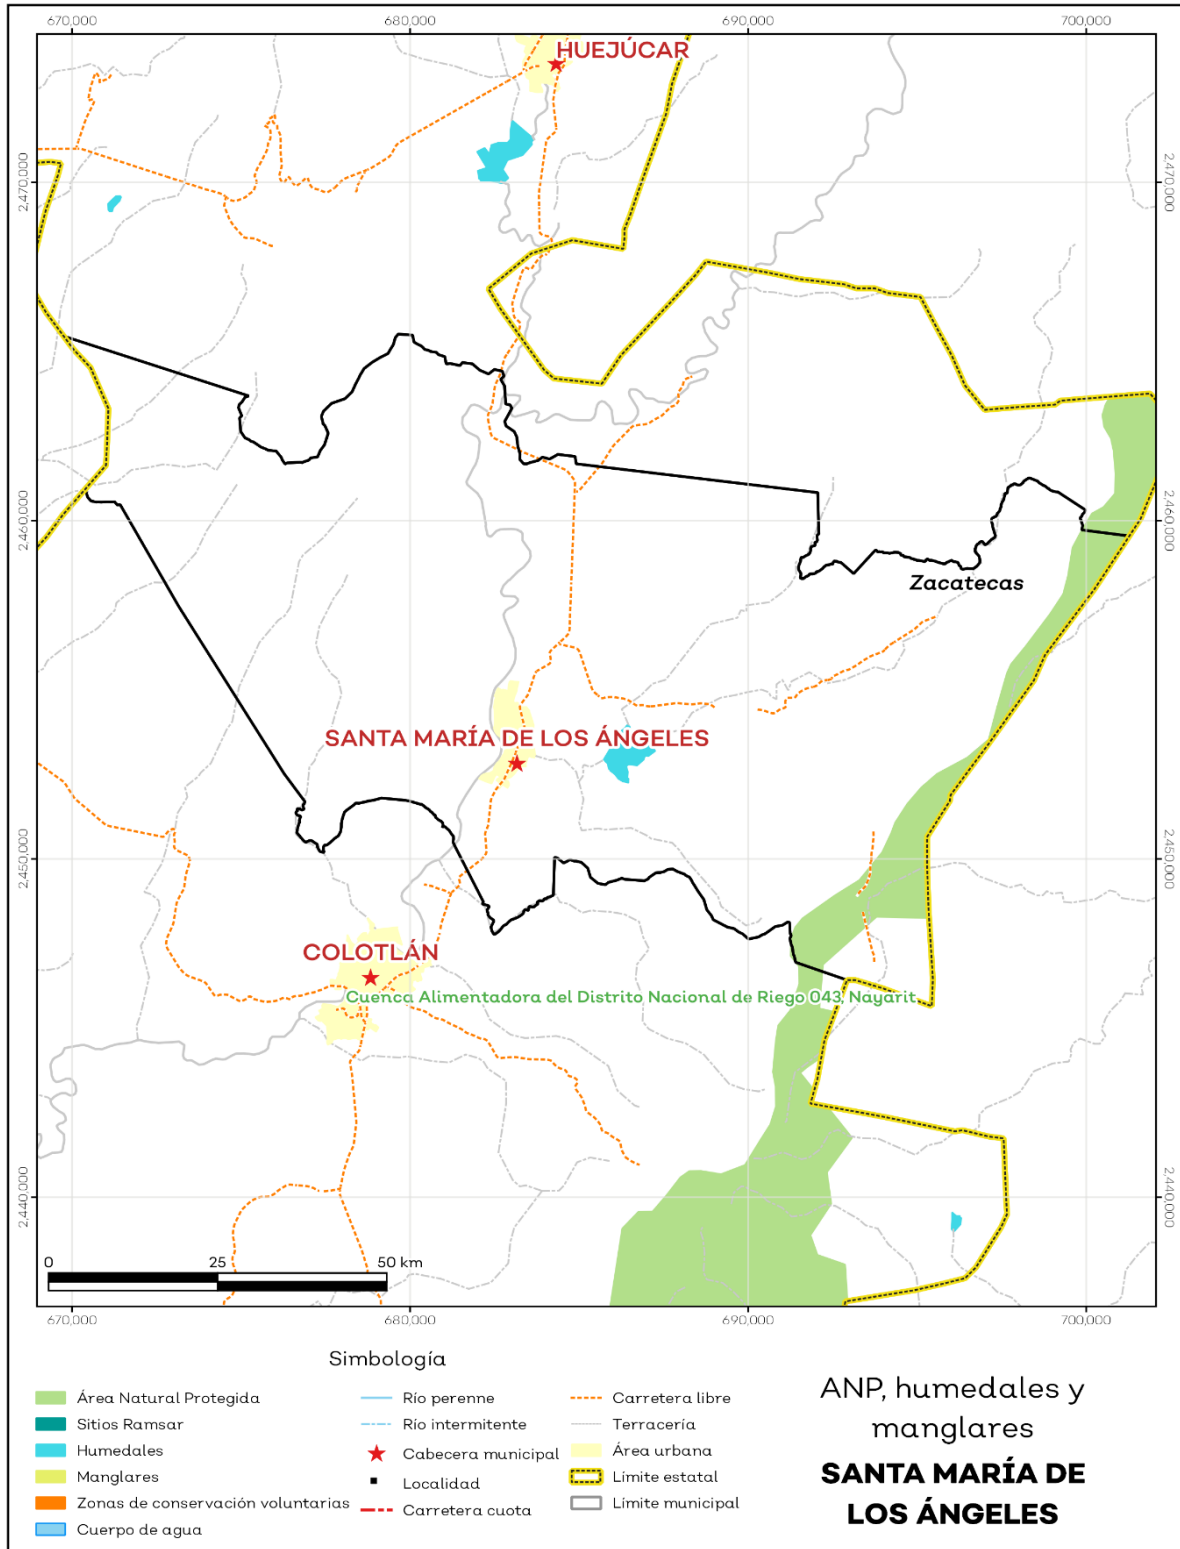 670,000
680,000
690,000
700,000
HUEJÚCAR
2,470,000
2,470,000
2,460,000
2,460,000
Zacatecas
SANTA MARÍA DE LOS ÁNGELES
2,450,000
2,450,000
COLOTLÁN
Cuenca Alimentadora del Distrito Nacional de Riego 043, Nayarit
2,440,000
2,440,000
0 25 50 km
670,000
680,000
690,000
700,000
Simbología
Área Natural Protegida
Sitios Ramsar
Humedales
Manglares
Zonas de conservación voluntarias
Cuerpo de agua
Río perenne
Río intermitente
Cabecera municipal
Localidad
Carretera cuota
Carretera libre
Terracería
Área urbana
Límite estatal
Límite municipal
ANP, humedales y
manglares
SANTA MARÍA DE
LOS ÁNGELES